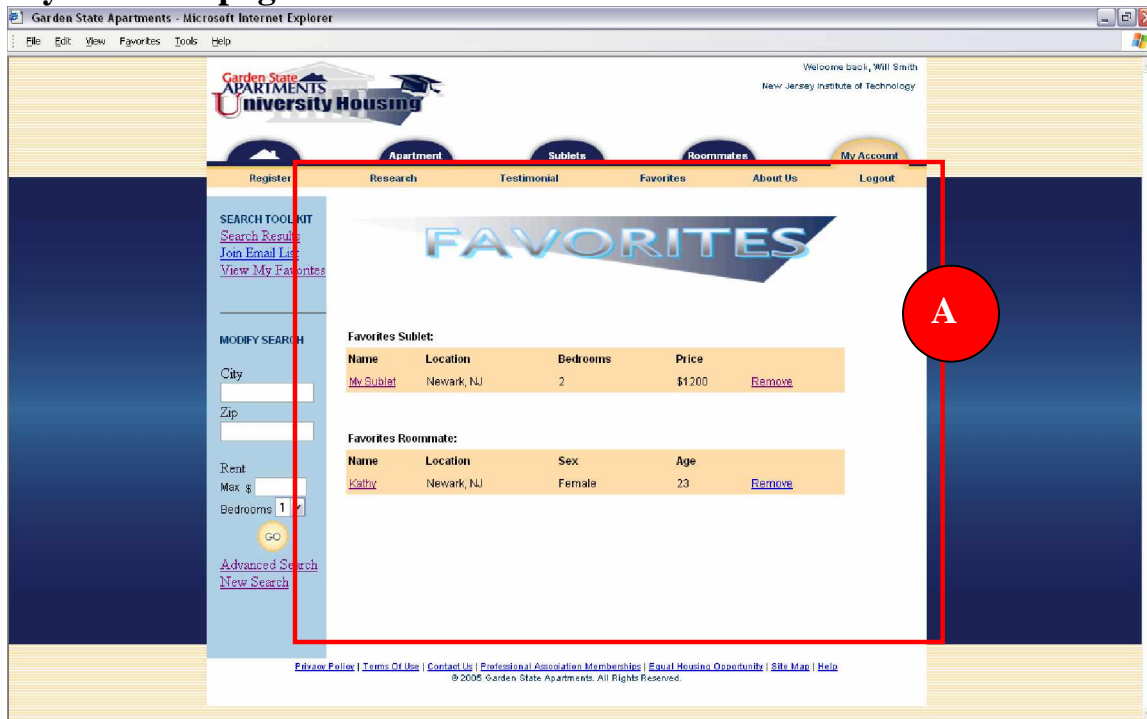 Garden State Apartments - Microsoft Internet Explorer
File Edit View Favorites Tools Help
Welcome back, Will Smith
New Jersey Institute of Technology
Garden State
APARTMENTS
University Housing
Apartment Sublets Roommates My Account
Register Research Testimonial Favorites About Us Logout
SEARCH TOOL KIT
Search Results
Join Email List
View My Favorites
FAVORITES
A
MODIFY SEARCH
City
Zip
Rent
Max $
Bedrooms 1
GO
Advanced Search
New Search
Favorites Sublet:
Name Location Bedrooms Price
My Sublet Newark, NJ 2 $1200 Remove
Favorites Roommate:
Name Location Sex Age
Kathy Newark, NJ Female 23 Remove
Privacy Policy | Terms Of Use | Contact Us | Professional Association Memberships | Equal Housing Opportunity | Site Map | Help
© 2005 Garden State Apartments. All Rights Reserved.